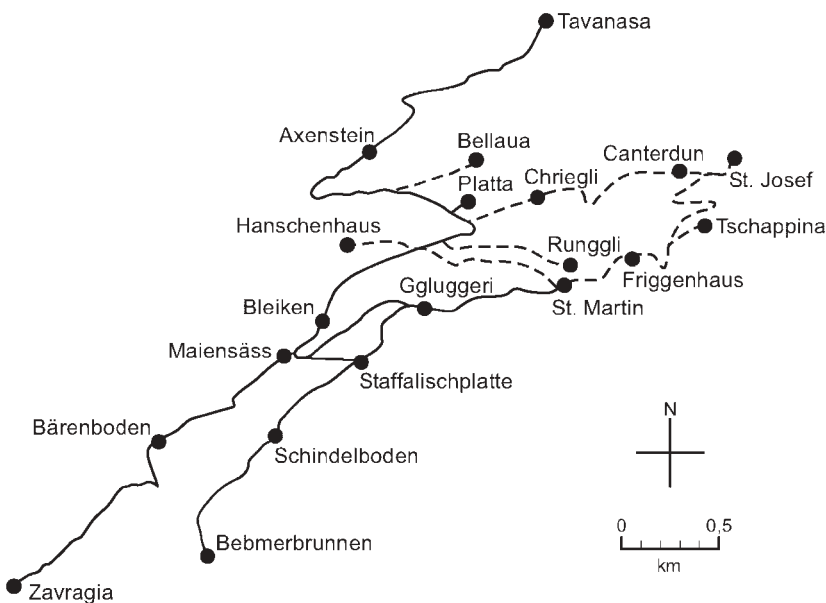 Tavanasa
Axenstein
Bellaua
Canterdun
Platta
Chriegli
St. Josef
Hanschenhaus
Tschappina
Runggli
Friggenhaus
Ggluggeri
St. Martin
Bleiken
Maiensäss
Staffalischplatte
Bärenboden
N
Schindelboden
0 0,5
km
Bebmerbrunnen
Zavragia